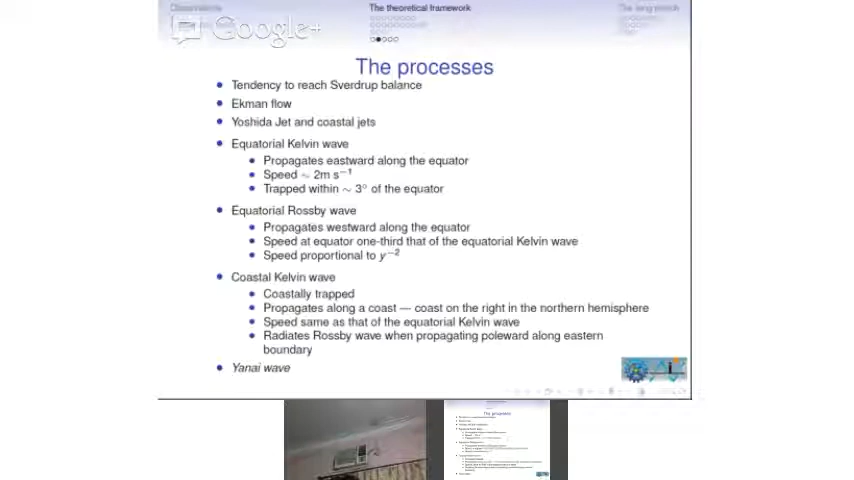 Observations The theoretical framework The long stretch
Google+
The processes
Tendency to reach Sverdrup balance
Ekman flow
Yoshida Jet and coastal jets
Equatorial Kelvin wave
Propagates eastward along the equator
Speed ∼ 2m s⁻¹
Trapped within ∼ 3° of the equator
Equatorial Rossby wave
Propagates westward along the equator
Speed at equator one-third that of the equatorial Kelvin wave
Speed proportional to y⁻²
Coastal Kelvin wave
Coastally trapped
Propagates along a coast — coast on the right in the northern hemisphere
Speed same as that of the equatorial Kelvin wave
Radiates Rossby wave when propagating poleward along eastern
boundary
Yanai wave
The processes